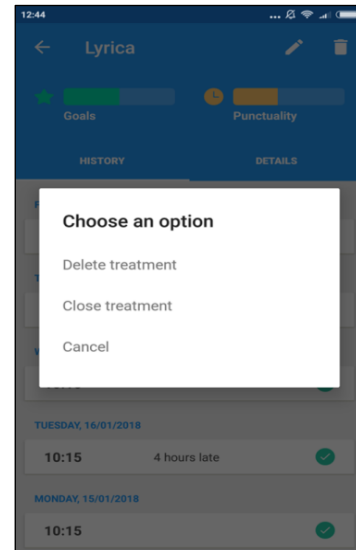 12:44
Lyrica
Goals
Punctuality
HISTORY
DETAILS
Choose an option
Delete treatment
Close treatment
Cancel
TUESDAY, 16/01/2018
10:15 4 hours late
MONDAY, 15/01/2018
10:15